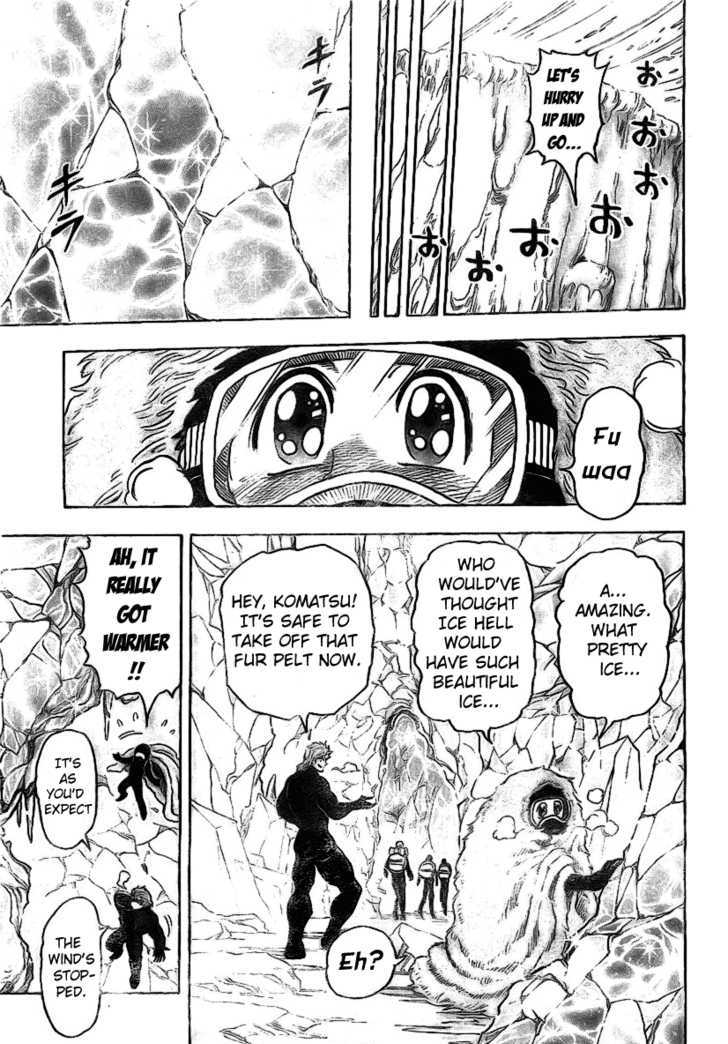 LET'S
HURRY
UP AND
GO...
お
お
お
お
お
お
お
キラ
キラ
Fu
waa
A...
AMAZING.
WHAT
PRETTY
ICE...
WHO
WOULD'VE
THOUGHT
ICE HELL
WOULD
HAVE SUCH
BEAUTIFUL
ICE...
HEY, KOMATSU!
IT'S SAFE TO
TAKE OFF THAT
FUR PELT NOW.
Eh?
AH, IT
REALLY
GOT
WARMER
!!
IT'S
AS
YOU'D
EXPECT
THE
WIND'S
STOP-
PED.